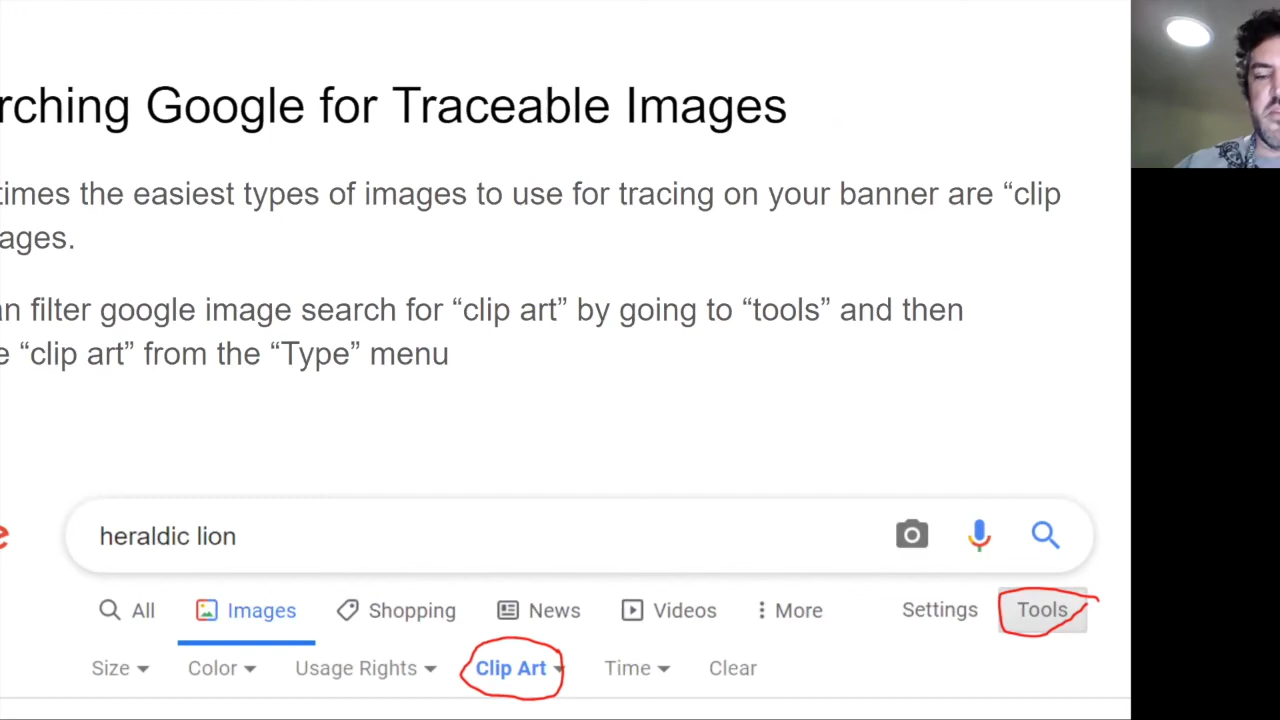 rching Google for Traceable Images
times the easiest types of images to use for tracing on your banner are “clip
ages.
an filter google image search for “clip art” by going to “tools” and then
e “clip art” from the “Type” menu
e heraldic lion
All Images Shopping News Videos More Settings Tools
Size Color Usage Rights Clip Art Time Clear